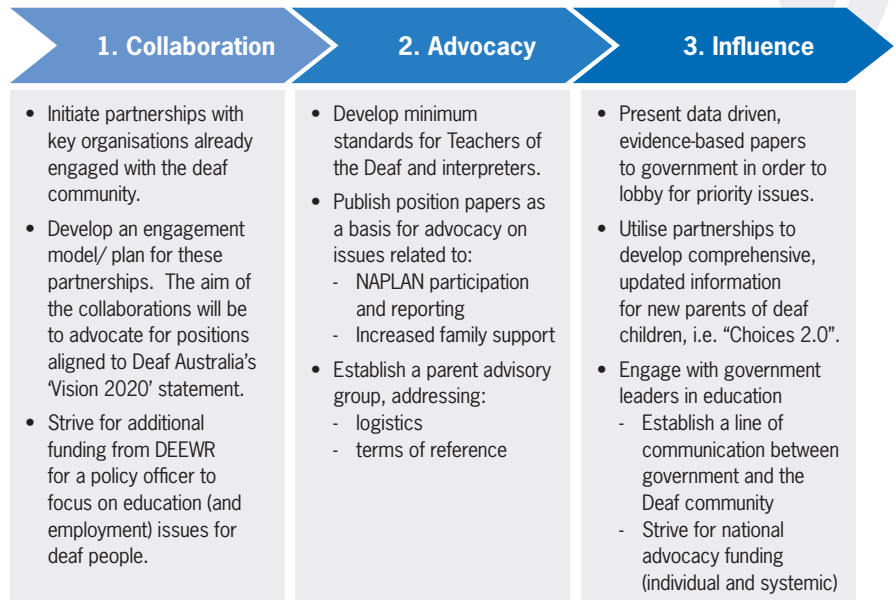 1. Collaboration
• Initiate partnerships with
key organisations already
engaged with the deaf
community.
• Develop an engagement
model/ plan for these
partnerships.  The aim of
the collaborations will be
to advocate for positions
aligned to Deaf Australia's
'Vision 2020' statement.
• Strive for additional
funding from DEEWR
for a policy officer to
focus on education (and
employment) issues for
deaf people.
2. Advocacy
• Develop minimum
standards for Teachers of
the Deaf and interpreters.
• Publish position papers as
a basis for advocacy on
issues related to:
- NAPLAN participation
and reporting
- Increased family support
• Establish a parent advisory
group, addressing:
- logistics
- terms of reference
3. Influence
• Present data driven,
evidence-based papers
to government in order to
lobby for priority issues.
• Utilise partnerships to
develop comprehensive,
updated information
for new parents of deaf
children, i.e. “Choices 2.0”.
• Engage with government
leaders in education
- Establish a line of
communication between
government and the
Deaf community
- Strive for national
advocacy funding
(individual and systemic)